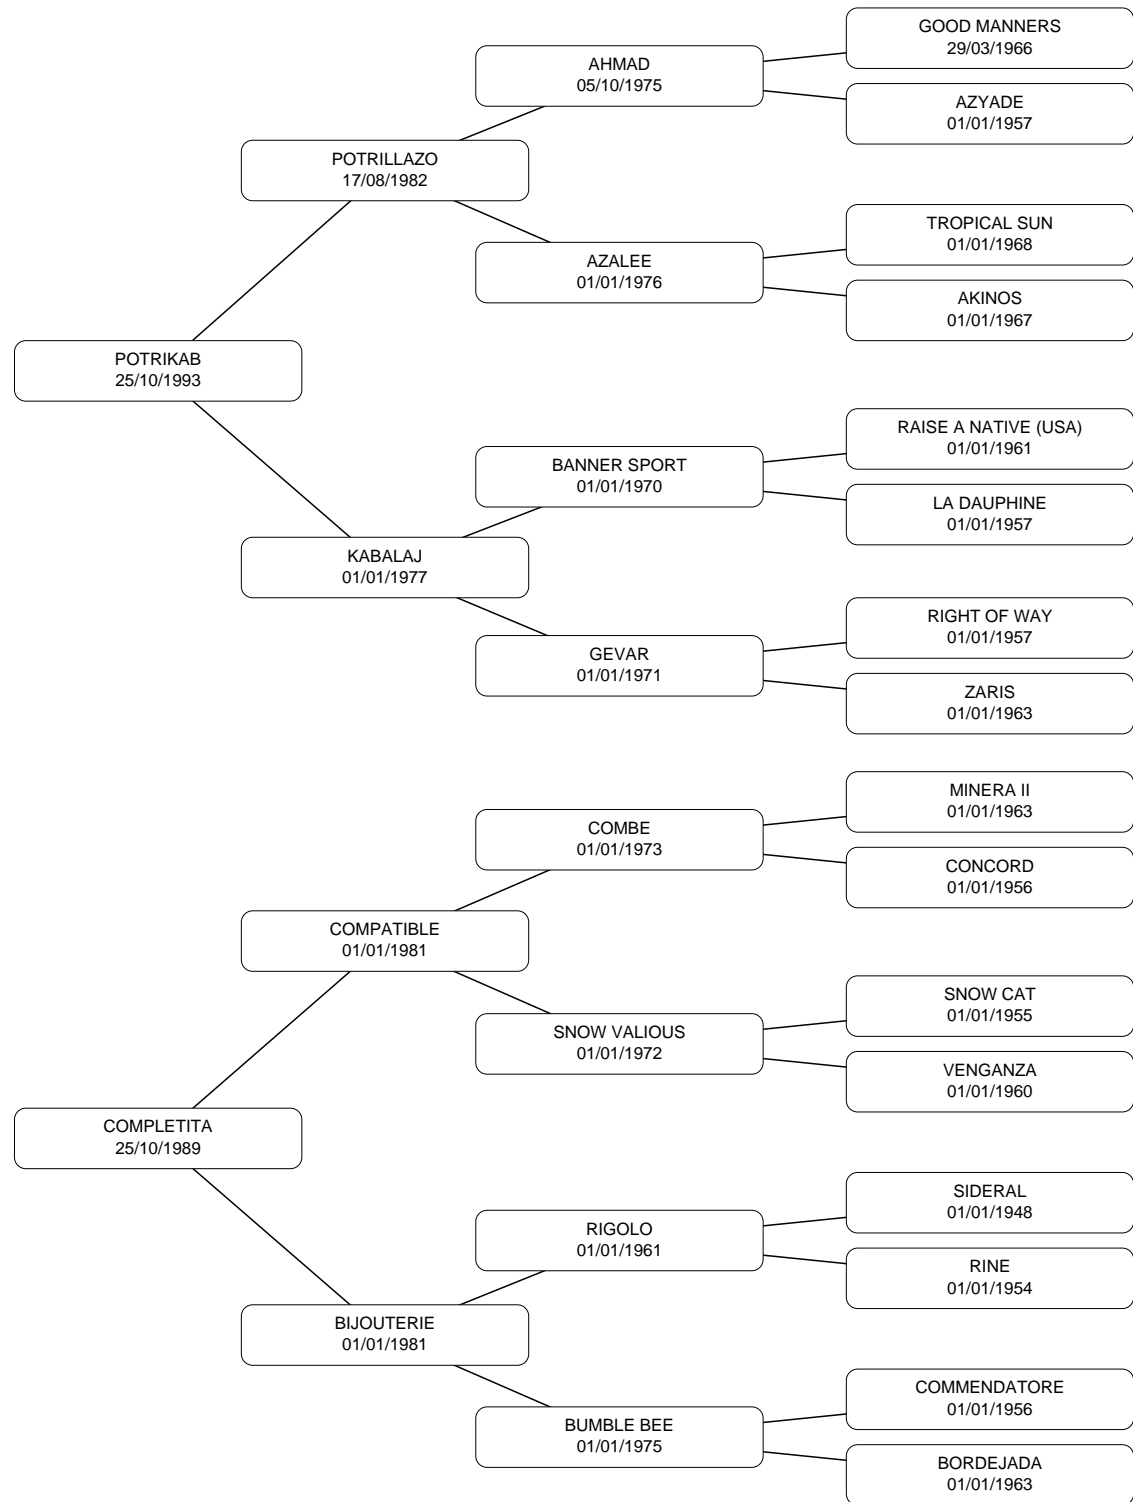 GOOD MANNERS
29/03/1966
AHMAD
05/10/1975
AZYADE
01/01/1957
POTRILLAZO
17/08/1982
TROPICAL SUN
01/01/1968
AZALEE
01/01/1976
AKINOS
01/01/1967
POTRIKAB
25/10/1993
RAISE A NATIVE (USA)
01/01/1961
BANNER SPORT
01/01/1970
LA DAUPHINE
01/01/1957
KABALAJ
01/01/1977
RIGHT OF WAY
01/01/1957
GEVAR
01/01/1971
ZARIS
01/01/1963
MINERA II
01/01/1963
COMBE
01/01/1973
CONCORD
01/01/1956
COMPATIBLE
01/01/1981
SNOW CAT
01/01/1955
SNOW VALIOUS
01/01/1972
VENGANZA
01/01/1960
COMPLETITA
25/10/1989
SIDERAL
01/01/1948
RIGOLO
01/01/1961
RINE
01/01/1954
BIJOUTERIE
01/01/1981
COMMENDATORE
01/01/1956
BUMBLE BEE
01/01/1975
BORDEJADA
01/01/1963